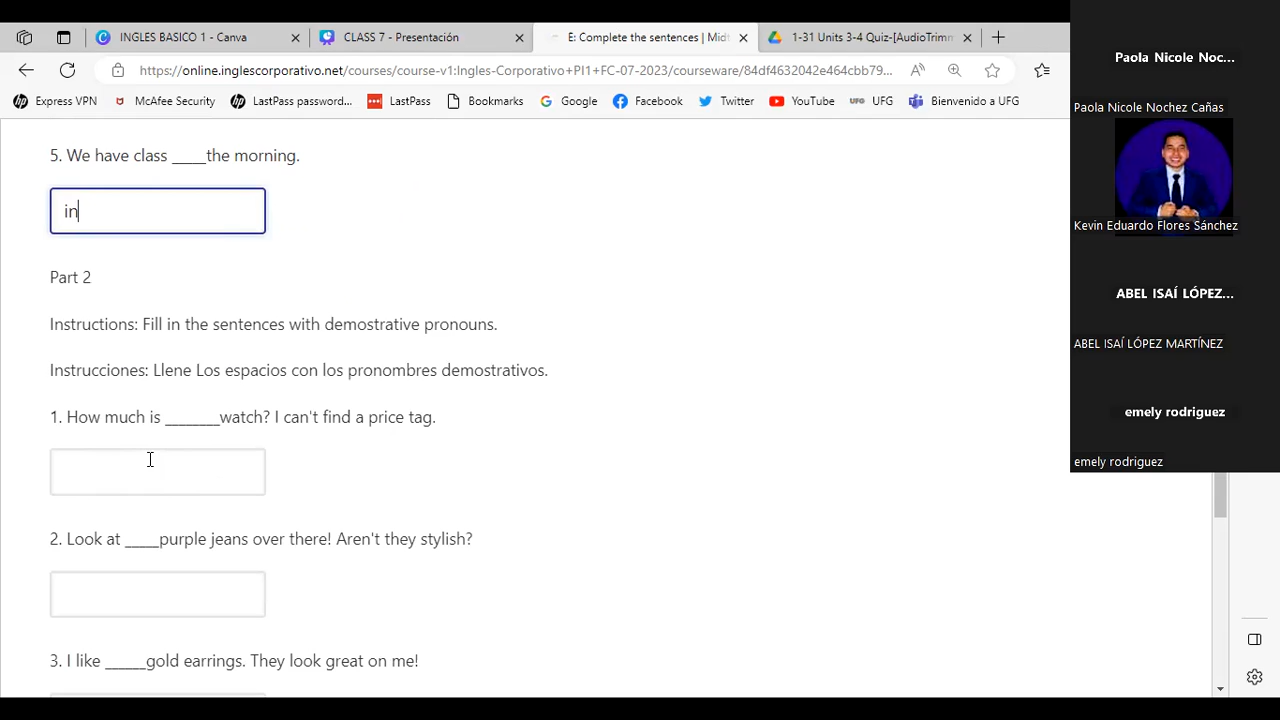 INGLES BASICO 1 - Canva
CLASS 7 - Presentación
E: Complete the sentences | Midt
1-31 Units 3-4 Quiz-[AudioTrimm
https://online.inglescorporativo.net/courses/course-v1:Ingles-Corporativo+PI1+FC-07-2023/courseware/84df4632042e464cbb79...
Express VPN
McAfee Security
LastPass password...
LastPass
Bookmarks
Google
Facebook
Twitter
YouTube
UFG
Bienvenido a UFG
5. We have class _____the morning.
in
Part 2
Instructions: Fill in the sentences with demostrative pronouns.
Instrucciones: Llene Los espacios con los pronombres demostrativos.
1. How much is ________watch? I can't find a price tag.
2. Look at _____purple jeans over there! Aren't they stylish?
3. I like ______gold earrings. They look great on me!
Paola Nicole Noc...
Paola Nicole Nochez Cañas
Kevin Eduardo Flores Sánchez
ABEL ISAÍ LÓPEZ...
ABEL ISAÍ LÓPEZ MARTÍNEZ
emely rodriguez
emely rodriguez